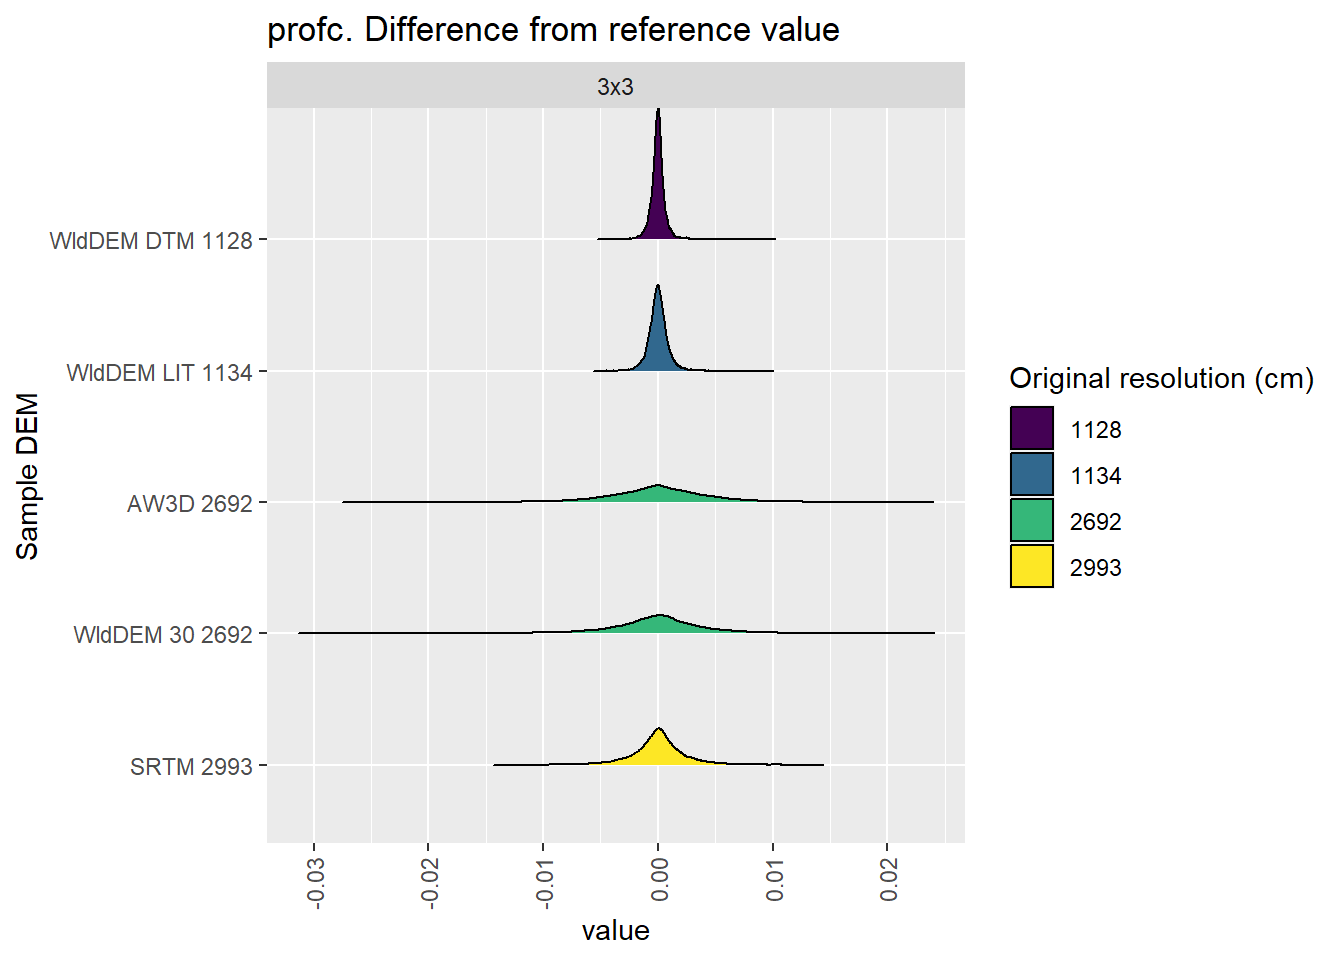 profc. Difference from reference value
3x3
WldDEM DTM 1128
WldDEM LIT 1134
AW3D 2692
WldDEM 30 2692
SRTM 2993
Sample DEM
-0.03
-0.02
-0.01
0.00
0.01
0.02
value
Original resolution (cm)
1128
1134
2692
2993